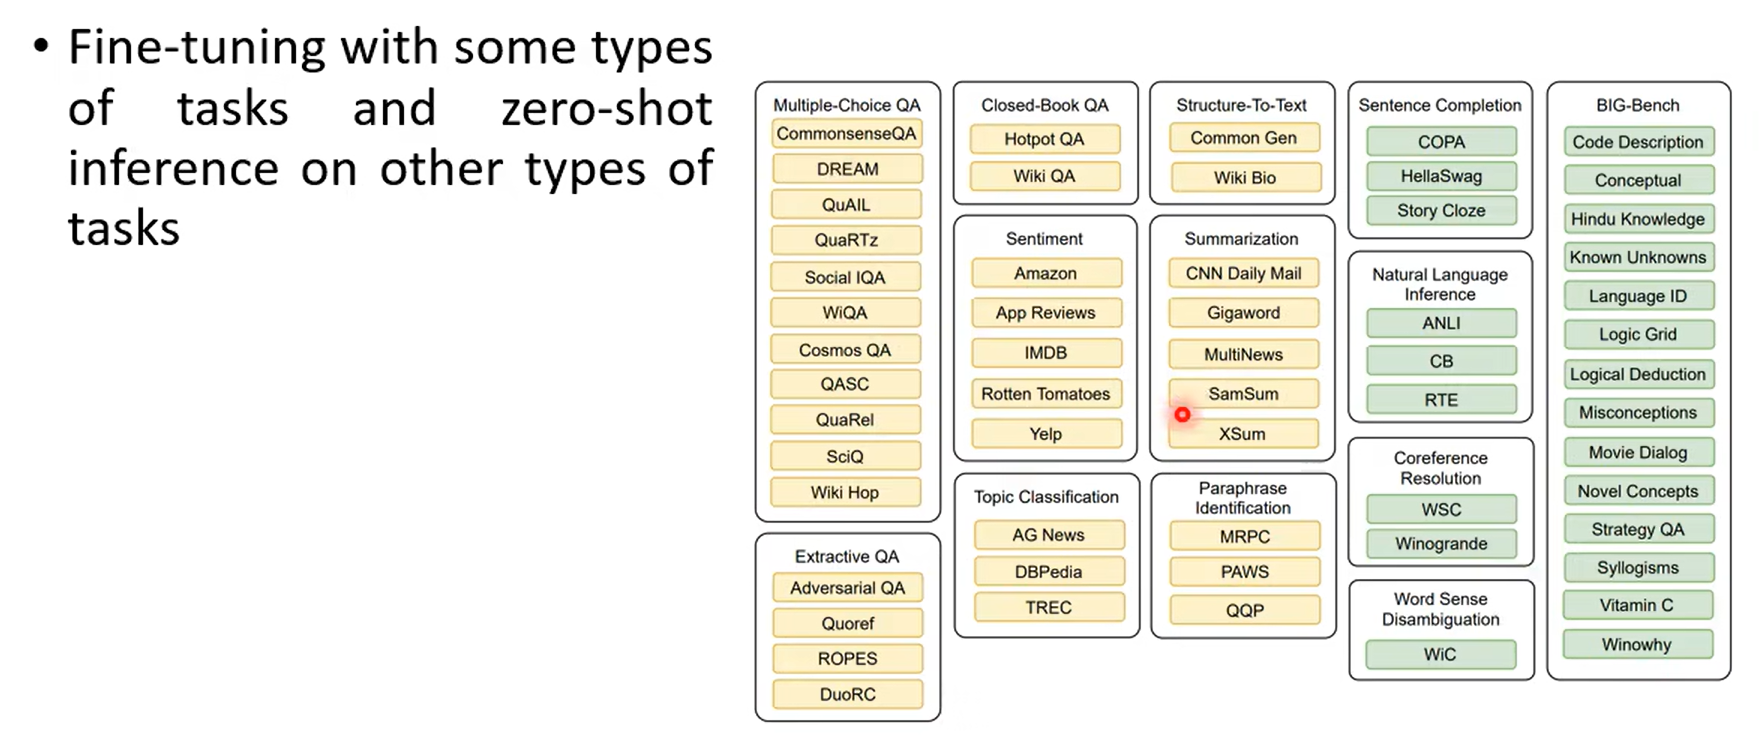 • Fine-tuning with some types
of tasks and zero-shot
inference on other types of
tasks
Multiple-Choice QA
CommonsenseQA
DREAM
QuAIL
QuaRTz
Social IQA
WiQA
Cosmos QA
QASC
QuaRel
SciQ
Wiki Hop
Extractive QA
Adversarial QA
Quoref
ROPES
DuoRC
Closed-Book QA
Hotpot QA
Wiki QA
Sentiment
Amazon
App Reviews
IMDB
Rotten Tomatoes
Yelp
Topic Classification
AG News
DBPedia
TREC
Structure-To-Text
Common Gen
Wiki Bio
Summarization
CNN Daily Mail
Gigaword
MultiNews
SamSum
XSum
Paraphrase
Identification
MRPC
PAWS
QQP
Sentence Completion
COPA
HellaSwag
Story Cloze
Natural Language
Inference
ANLI
CB
RTE
Coreference
Resolution
WSC
Winogrande
Word Sense
Disambiguation
WiC
BIG-Bench
Code Description
Conceptual
Hindu Knowledge
Known Unknowns
Language ID
Logic Grid
Logical Deduction
Misconceptions
Movie Dialog
Novel Concepts
Strategy QA
Syllogisms
Vitamin C
Winowhy